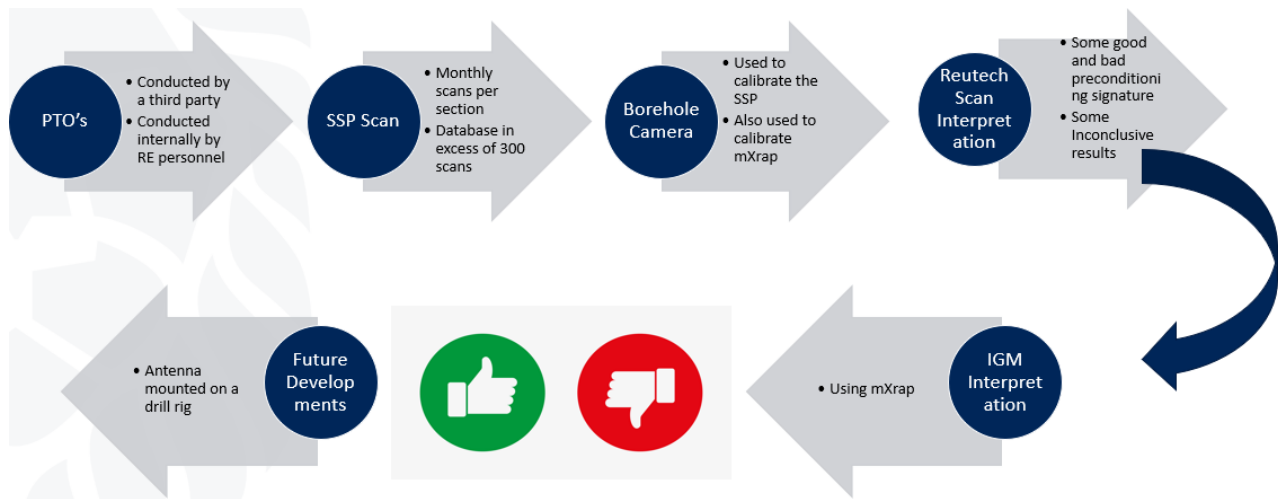 PTO's
• Conducted by
a third party
• Conducted
internally by
RE personnel
SSP Scan
• Monthly
scans per
section
• Database in
excess of 300
scans
Borehole
Camera
• Used to
calibrate the
SSP
• Also used to
calibrate
mXrap
Reutech
Scan
Interpret
ation
• Some good
and bad
preconditioni
ng signature
• Some
Inconclusive
results
IGM
Interpret
ation
• Using mXrap
Future
Develop
ments
• Antenna
mounted on a
drill rig